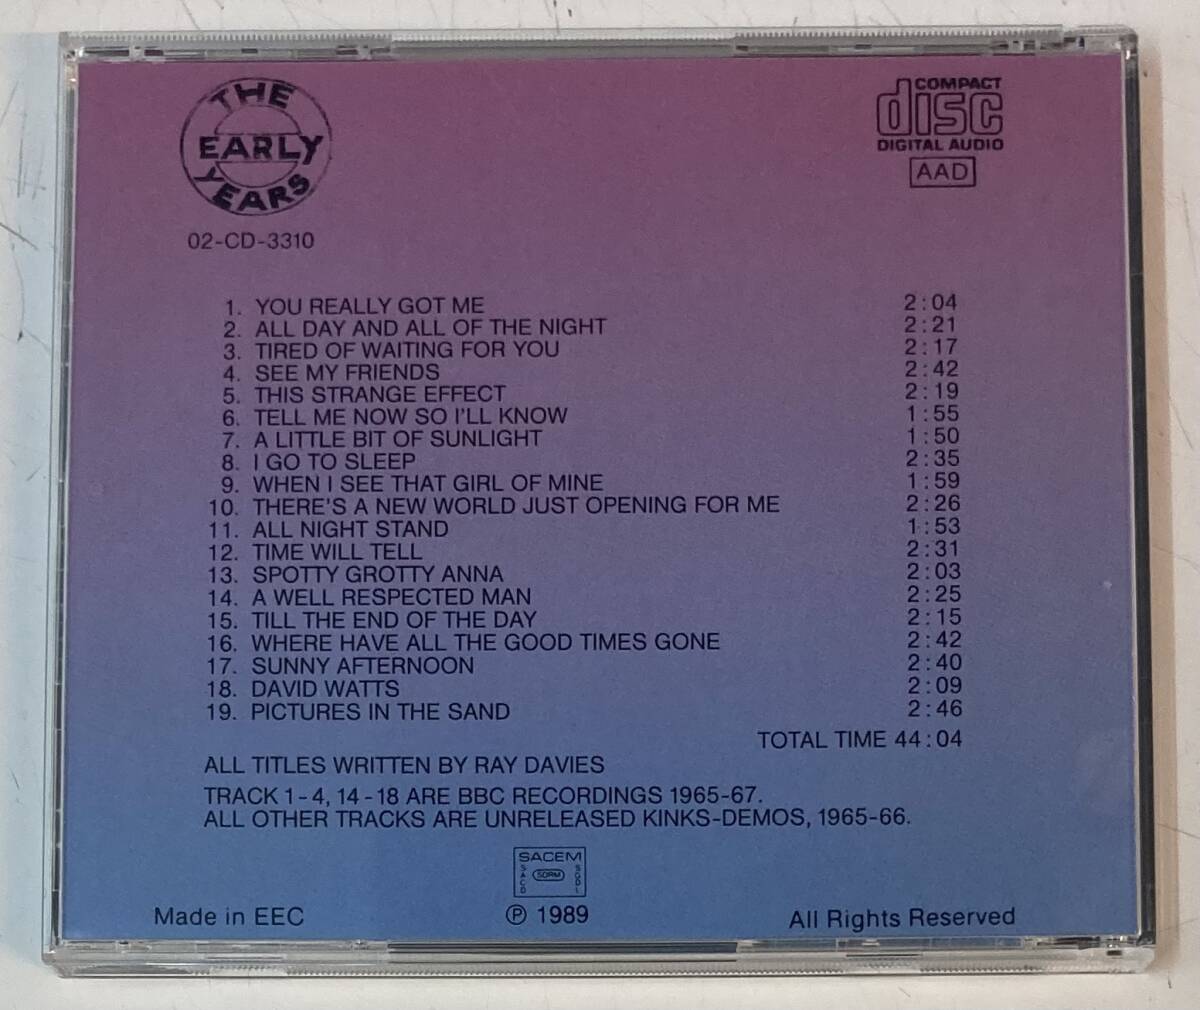 THE
EARLY
YEARS
COMPACT
disc
DIGITAL AUDIO
AAD
02-CD-3310
1. YOU REALLY GOT ME 2:04
2. ALL DAY AND ALL OF THE NIGHT 2:21
3. TIRED OF WAITING FOR YOU 2:17
4. SEE MY FRIENDS 2:42
5. THIS STRANGE EFFECT 2:19
6. TELL ME NOW SO I'LL KNOW 1:55
7. A LITTLE BIT OF SUNLIGHT 1:50
8. I GO TO SLEEP 2:35
9. WHEN I SEE THAT GIRL OF MINE 1:59
10. THERE'S A NEW WORLD JUST OPENING FOR ME 2:26
11. ALL NIGHT STAND 1:53
12. TIME WILL TELL 2:31
13. SPOTTY GROTTY ANNA 2:03
14. A WELL RESPECTED MAN 2:25
15. TILL THE END OF THE DAY 2:15
16. WHERE HAVE ALL THE GOOD TIMES GONE 2:42
17. SUNNY AFTERNOON 2:40
18. DAVID WATTS 2:09
19. PICTURES IN THE SAND 2:46
TOTAL TIME 44:04
ALL TITLES WRITTEN BY RAY DAVIES
TRACK 1-4, 14-18 ARE BBC RECORDINGS 1965-67.
ALL OTHER TRACKS ARE UNRELEASED KINKS-DEMOS, 1965-66.
SACEM
SACD SDRM SGDL
Made in EEC ℗ 1989 All Rights Reserved